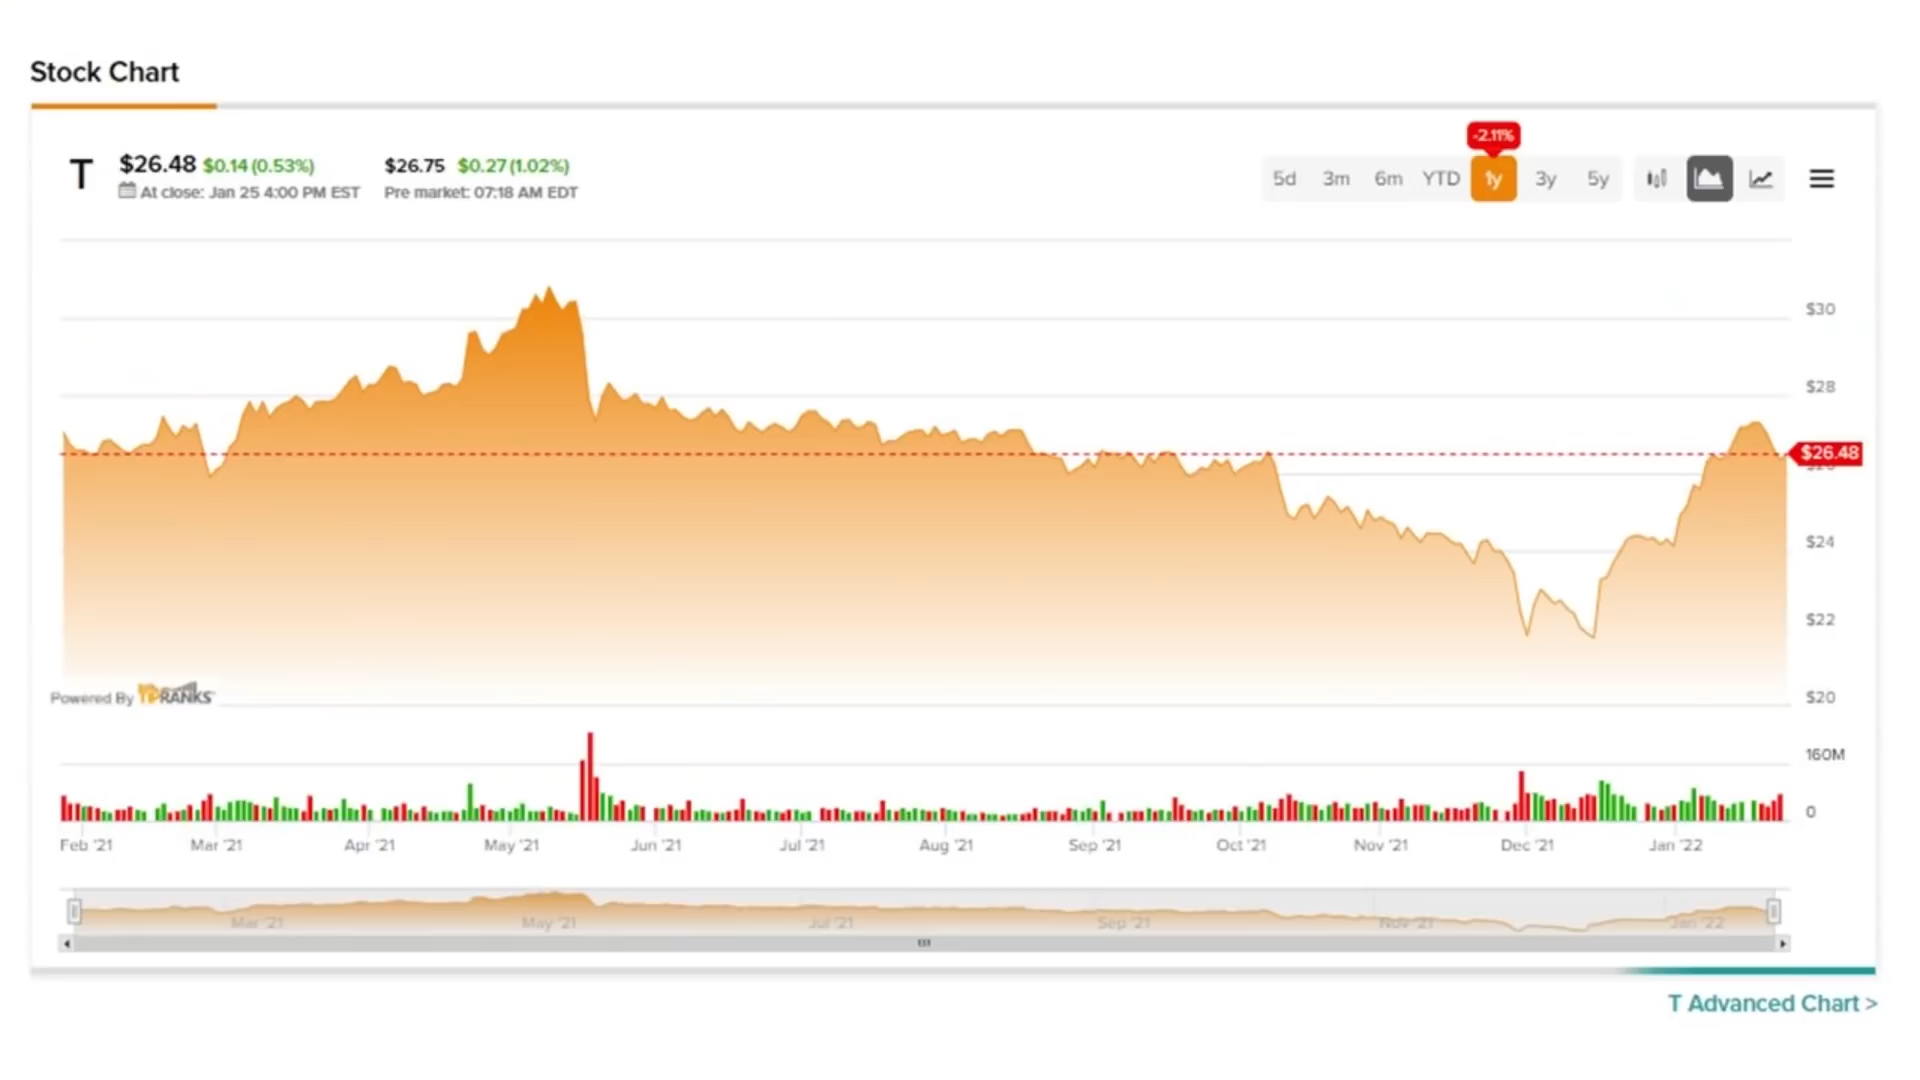 Stock Chart
-2.11%
T $26.48 $0.14 (0.53%) $26.75 $0.27 (1.02%) 5d 3m 6m YTD 1y 3y 5y
At close: Jan 25 4:00 PM EST Pre market: 07:18 AM EDT
$30
$28
$26.48
$24
$22
Powered By TIPRANKS
$20
160M
0
Feb '21 Mar '21 Apr '21 May '21 Jun '21 Jul '21 Aug '21 Sep '21 Oct '21 Nov '21 Dec '21 Jan '22
Mar '21 May '21 Jul '21 Sep '21 Nov '21 Jan '22
T Advanced Chart >